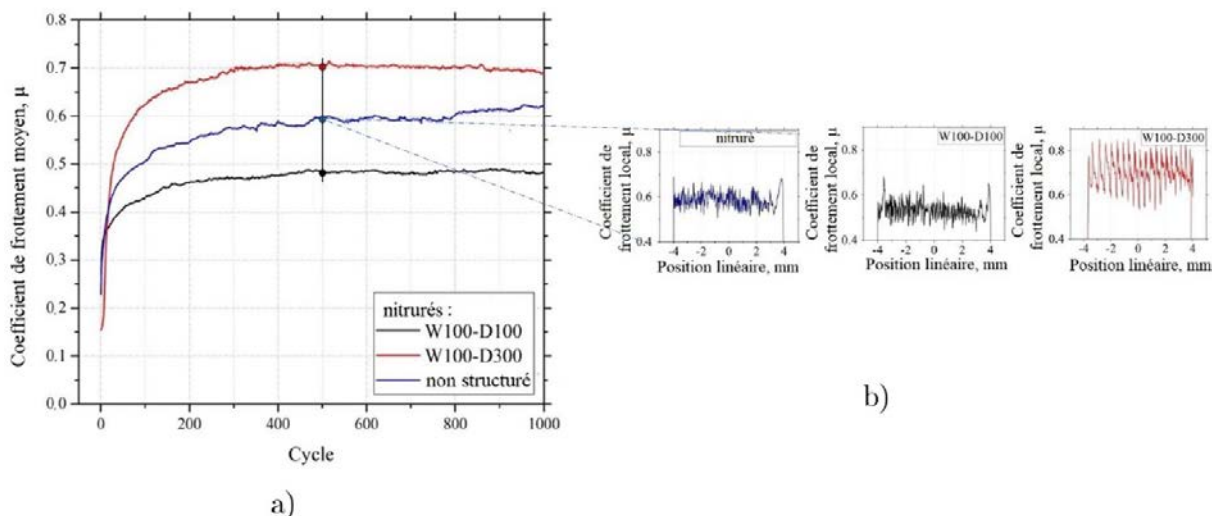 Coefficient de frottement moyen, μ
0.8
0.7
0.6
0.5
0.4
0.3
0.2
0.1
0.0
0
200
400
600
800
1000
Cycle
nitrurés :
W100-D100
W100-D300
non structuré
a)
Coefficient de
frottement local, μ
0.8
0.6
0.4
nitruré
-4
-2
0
2
4
Position linéaire, mm
Coefficient de
frottement local, μ
0.8
0.6
0.4
W100-D100
-4
-2
0
2
4
Position linéaire, mm
Coefficient de
frottement local, μ
0.8
0.6
0.4
W100-D300
-4
-2
0
2
4
Position linéaire, mm
b)